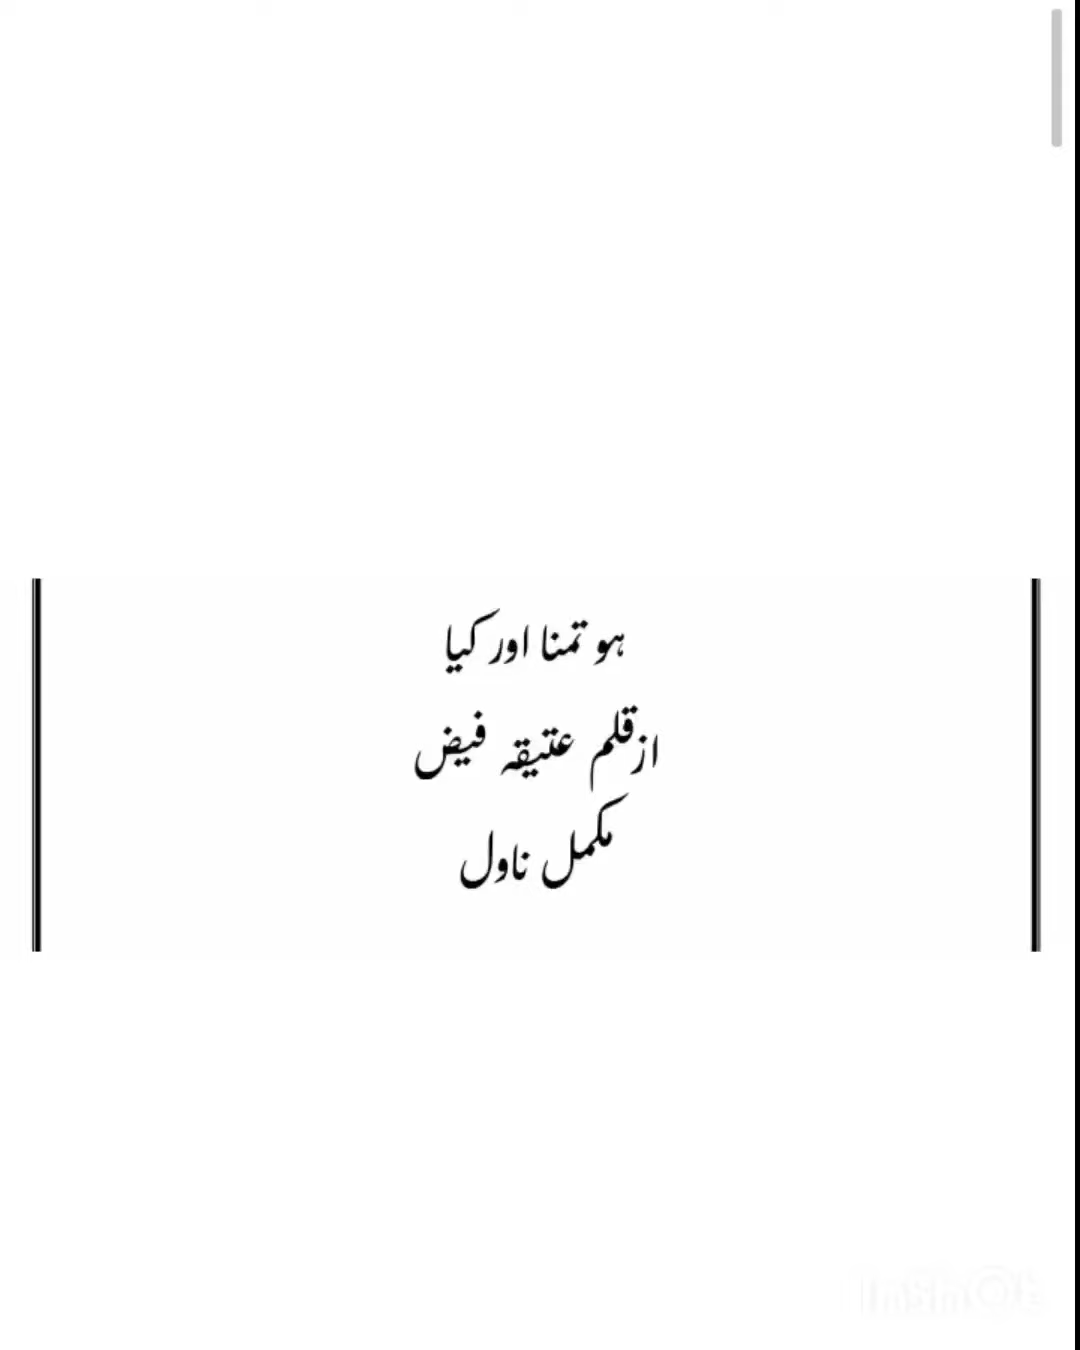 ہو تمنا اور کیا
از قلم عتیقہ فیض
مکمل ناول